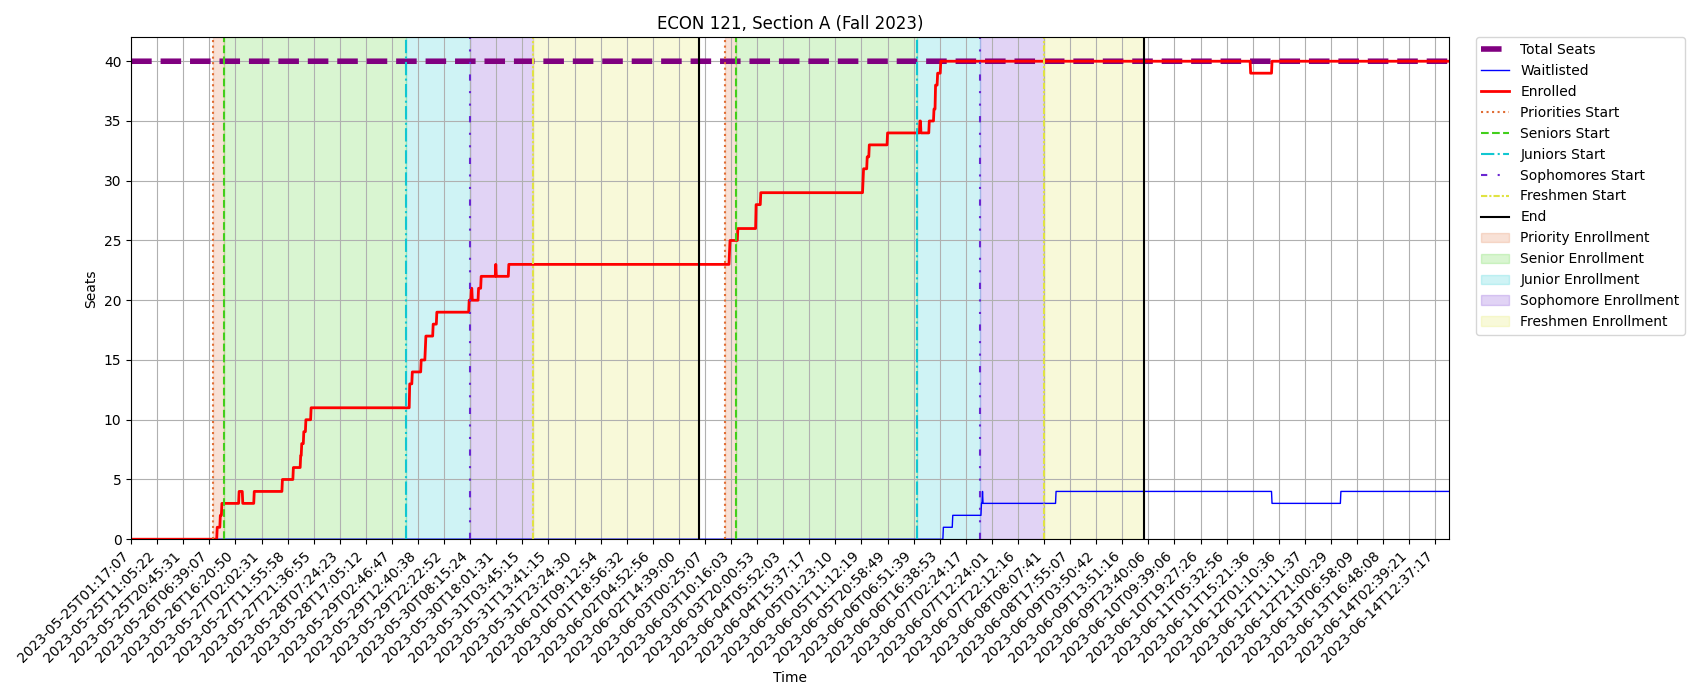 ECON 121, Section A (Fall 2023)
Seats
40
35
30
25
20
15
10
5
0
2023-05-25T01:17:07
2023-05-25T11:05:22
2023-05-25T20:45:31
2023-05-26T06:39:07
2023-05-26T16:20:50
2023-05-27T02:02:31
2023-05-27T11:55:58
2023-05-27T21:36:55
2023-05-28T07:24:23
2023-05-28T17:05:12
2023-05-29T02:46:47
2023-05-29T12:40:38
2023-05-29T22:22:52
2023-05-30T08:15:24
2023-05-30T18:01:31
2023-05-31T03:45:15
2023-05-31T13:41:15
2023-05-31T23:24:30
2023-06-01T09:12:54
2023-06-01T18:56:32
2023-06-02T04:52:56
2023-06-02T14:39:00
2023-06-03T00:25:07
2023-06-03T10:16:03
2023-06-03T20:00:53
2023-06-04T05:52:03
2023-06-04T15:37:17
2023-06-05T01:23:10
2023-06-05T11:12:19
2023-06-05T20:58:49
2023-06-06T06:51:39
2023-06-06T16:38:53
2023-06-07T02:24:17
2023-06-07T12:24:01
2023-06-07T22:12:16
2023-06-08T08:07:41
2023-06-08T17:55:07
2023-06-09T03:50:42
2023-06-09T13:51:16
2023-06-09T23:40:06
2023-06-10T09:39:06
2023-06-10T19:27:26
2023-06-11T05:32:56
2023-06-11T15:21:36
2023-06-12T01:10:36
2023-06-12T11:11:37
2023-06-12T21:00:29
2023-06-13T06:58:09
2023-06-13T16:48:08
2023-06-14T02:39:21
2023-06-14T12:37:17
Time
Total Seats
Waitlisted
Enrolled
Priorities Start
Seniors Start
Juniors Start
Sophomores Start
Freshmen Start
End
Priority Enrollment
Senior Enrollment
Junior Enrollment
Sophomore Enrollment
Freshmen Enrollment